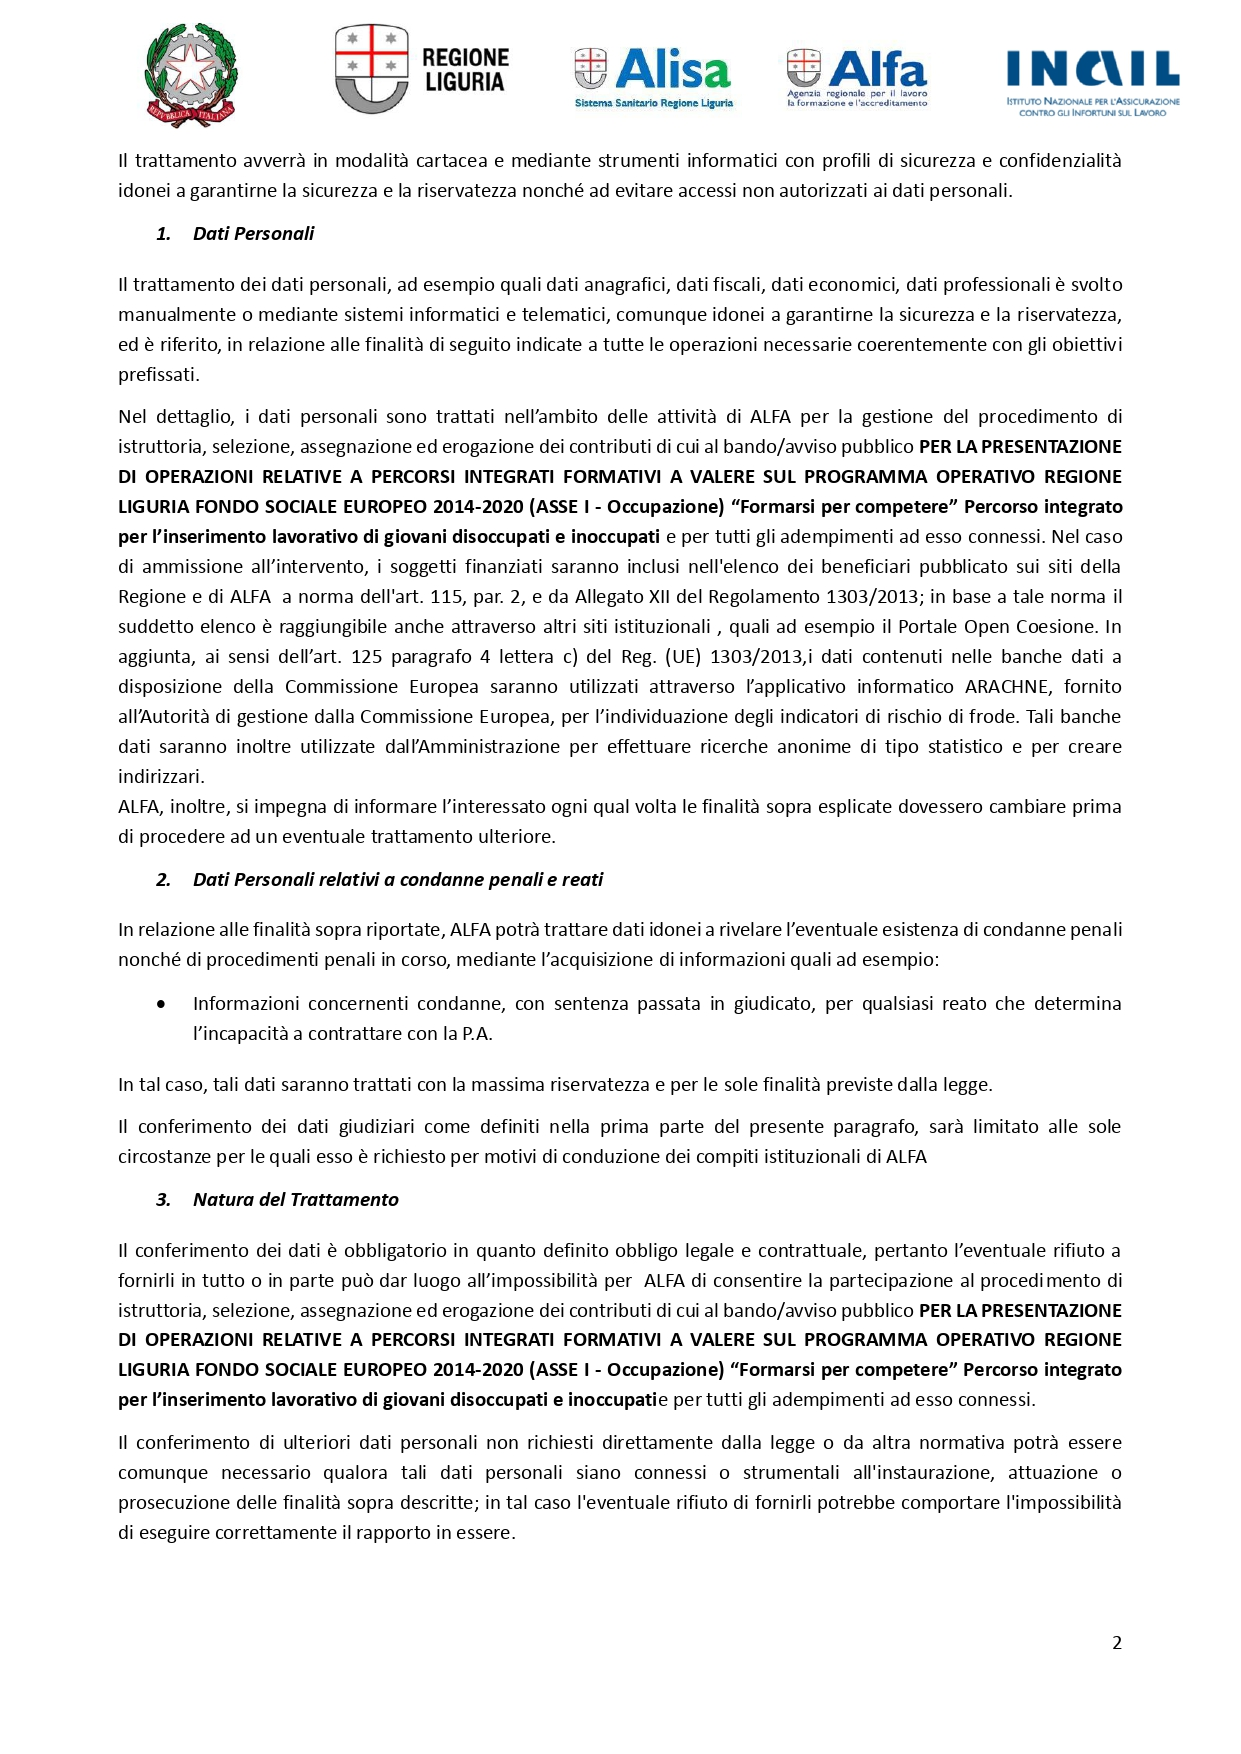 REPVBBLICA ITALIANA
REGIONE
LIGURIA
Alisa
Sistema Sanitario Regione Liguria
Alfa
Agenzia regionale per il lavoro
la formazione e l'accreditamento
INAIL
ISTITUTO NAZIONALE PER L'ASSICURAZIONE
CONTRO GLI INFORTUNI SUL LAVORO
Il trattamento avverrà in modalità cartacea e mediante strumenti informatici con profili di sicurezza e confidenzialità
idonei a garantirne la sicurezza e la riservatezza nonché ad evitare accessi non autorizzati ai dati personali.
1. Dati Personali
Il trattamento dei dati personali, ad esempio quali dati anagrafici, dati fiscali, dati economici, dati professionali è svolto
manualmente o mediante sistemi informatici e telematici, comunque idonei a garantirne la sicurezza e la riservatezza,
ed è riferito, in relazione alle finalità di seguito indicate a tutte le operazioni necessarie coerentemente con gli obiettivi
prefissati.
Nel dettaglio, i dati personali sono trattati nell’ambito delle attività di ALFA per la gestione del procedimento di
istruttoria, selezione, assegnazione ed erogazione dei contributi di cui al bando/avviso pubblico PER LA PRESENTAZIONE
DI OPERAZIONI RELATIVE A PERCORSI INTEGRATI FORMATIVI A VALERE SUL PROGRAMMA OPERATIVO REGIONE
LIGURIA FONDO SOCIALE EUROPEO 2014-2020 (ASSE I - Occupazione) “Formarsi per competere” Percorso integrato
per l’inserimento lavorativo di giovani disoccupati e inoccupati e per tutti gli adempimenti ad esso connessi. Nel caso
di ammissione all’intervento, i soggetti finanziati saranno inclusi nell'elenco dei beneficiari pubblicato sui siti della
Regione e di ALFA a norma dell'art. 115, par. 2, e da Allegato XII del Regolamento 1303/2013; in base a tale norma il
suddetto elenco è raggiungibile anche attraverso altri siti istituzionali , quali ad esempio il Portale Open Coesione. In
aggiunta, ai sensi dell’art. 125 paragrafo 4 lettera c) del Reg. (UE) 1303/2013,i dati contenuti nelle banche dati a
disposizione della Commissione Europea saranno utilizzati attraverso l’applicativo informatico ARACHNE, fornito
all’Autorità di gestione dalla Commissione Europea, per l’individuazione degli indicatori di rischio di frode. Tali banche
dati saranno inoltre utilizzate dall’Amministrazione per effettuare ricerche anonime di tipo statistico e per creare
indirizzari.
ALFA, inoltre, si impegna di informare l’interessato ogni qual volta le finalità sopra esplicate dovessero cambiare prima
di procedere ad un eventuale trattamento ulteriore.
2. Dati Personali relativi a condanne penali e reati
In relazione alle finalità sopra riportate, ALFA potrà trattare dati idonei a rivelare l’eventuale esistenza di condanne penali
nonché di procedimenti penali in corso, mediante l’acquisizione di informazioni quali ad esempio:
• Informazioni concernenti condanne, con sentenza passata in giudicato, per qualsiasi reato che determina
l’incapacità a contrattare con la P.A.
In tal caso, tali dati saranno trattati con la massima riservatezza e per le sole finalità previste dalla legge.
Il conferimento dei dati giudiziari come definiti nella prima parte del presente paragrafo, sarà limitato alle sole
circostanze per le quali esso è richiesto per motivi di conduzione dei compiti istituzionali di ALFA
3. Natura del Trattamento
Il conferimento dei dati è obbligatorio in quanto definito obbligo legale e contrattuale, pertanto l’eventuale rifiuto a
fornirli in tutto o in parte può dar luogo all’impossibilità per ALFA di consentire la partecipazione al procedimento di
istruttoria, selezione, assegnazione ed erogazione dei contributi di cui al bando/avviso pubblico PER LA PRESENTAZIONE
DI OPERAZIONI RELATIVE A PERCORSI INTEGRATI FORMATIVI A VALERE SUL PROGRAMMA OPERATIVO REGIONE
LIGURIA FONDO SOCIALE EUROPEO 2014-2020 (ASSE I - Occupazione) “Formarsi per competere” Percorso integrato
per l’inserimento lavorativo di giovani disoccupati e inoccupatie per tutti gli adempimenti ad esso connessi.
Il conferimento di ulteriori dati personali non richiesti direttamente dalla legge o da altra normativa potrà essere
comunque necessario qualora tali dati personali siano connessi o strumentali all'instaurazione, attuazione o
prosecuzione delle finalità sopra descritte; in tal caso l'eventuale rifiuto di fornirli potrebbe comportare l'impossibilità
di eseguire correttamente il rapporto in essere.
2